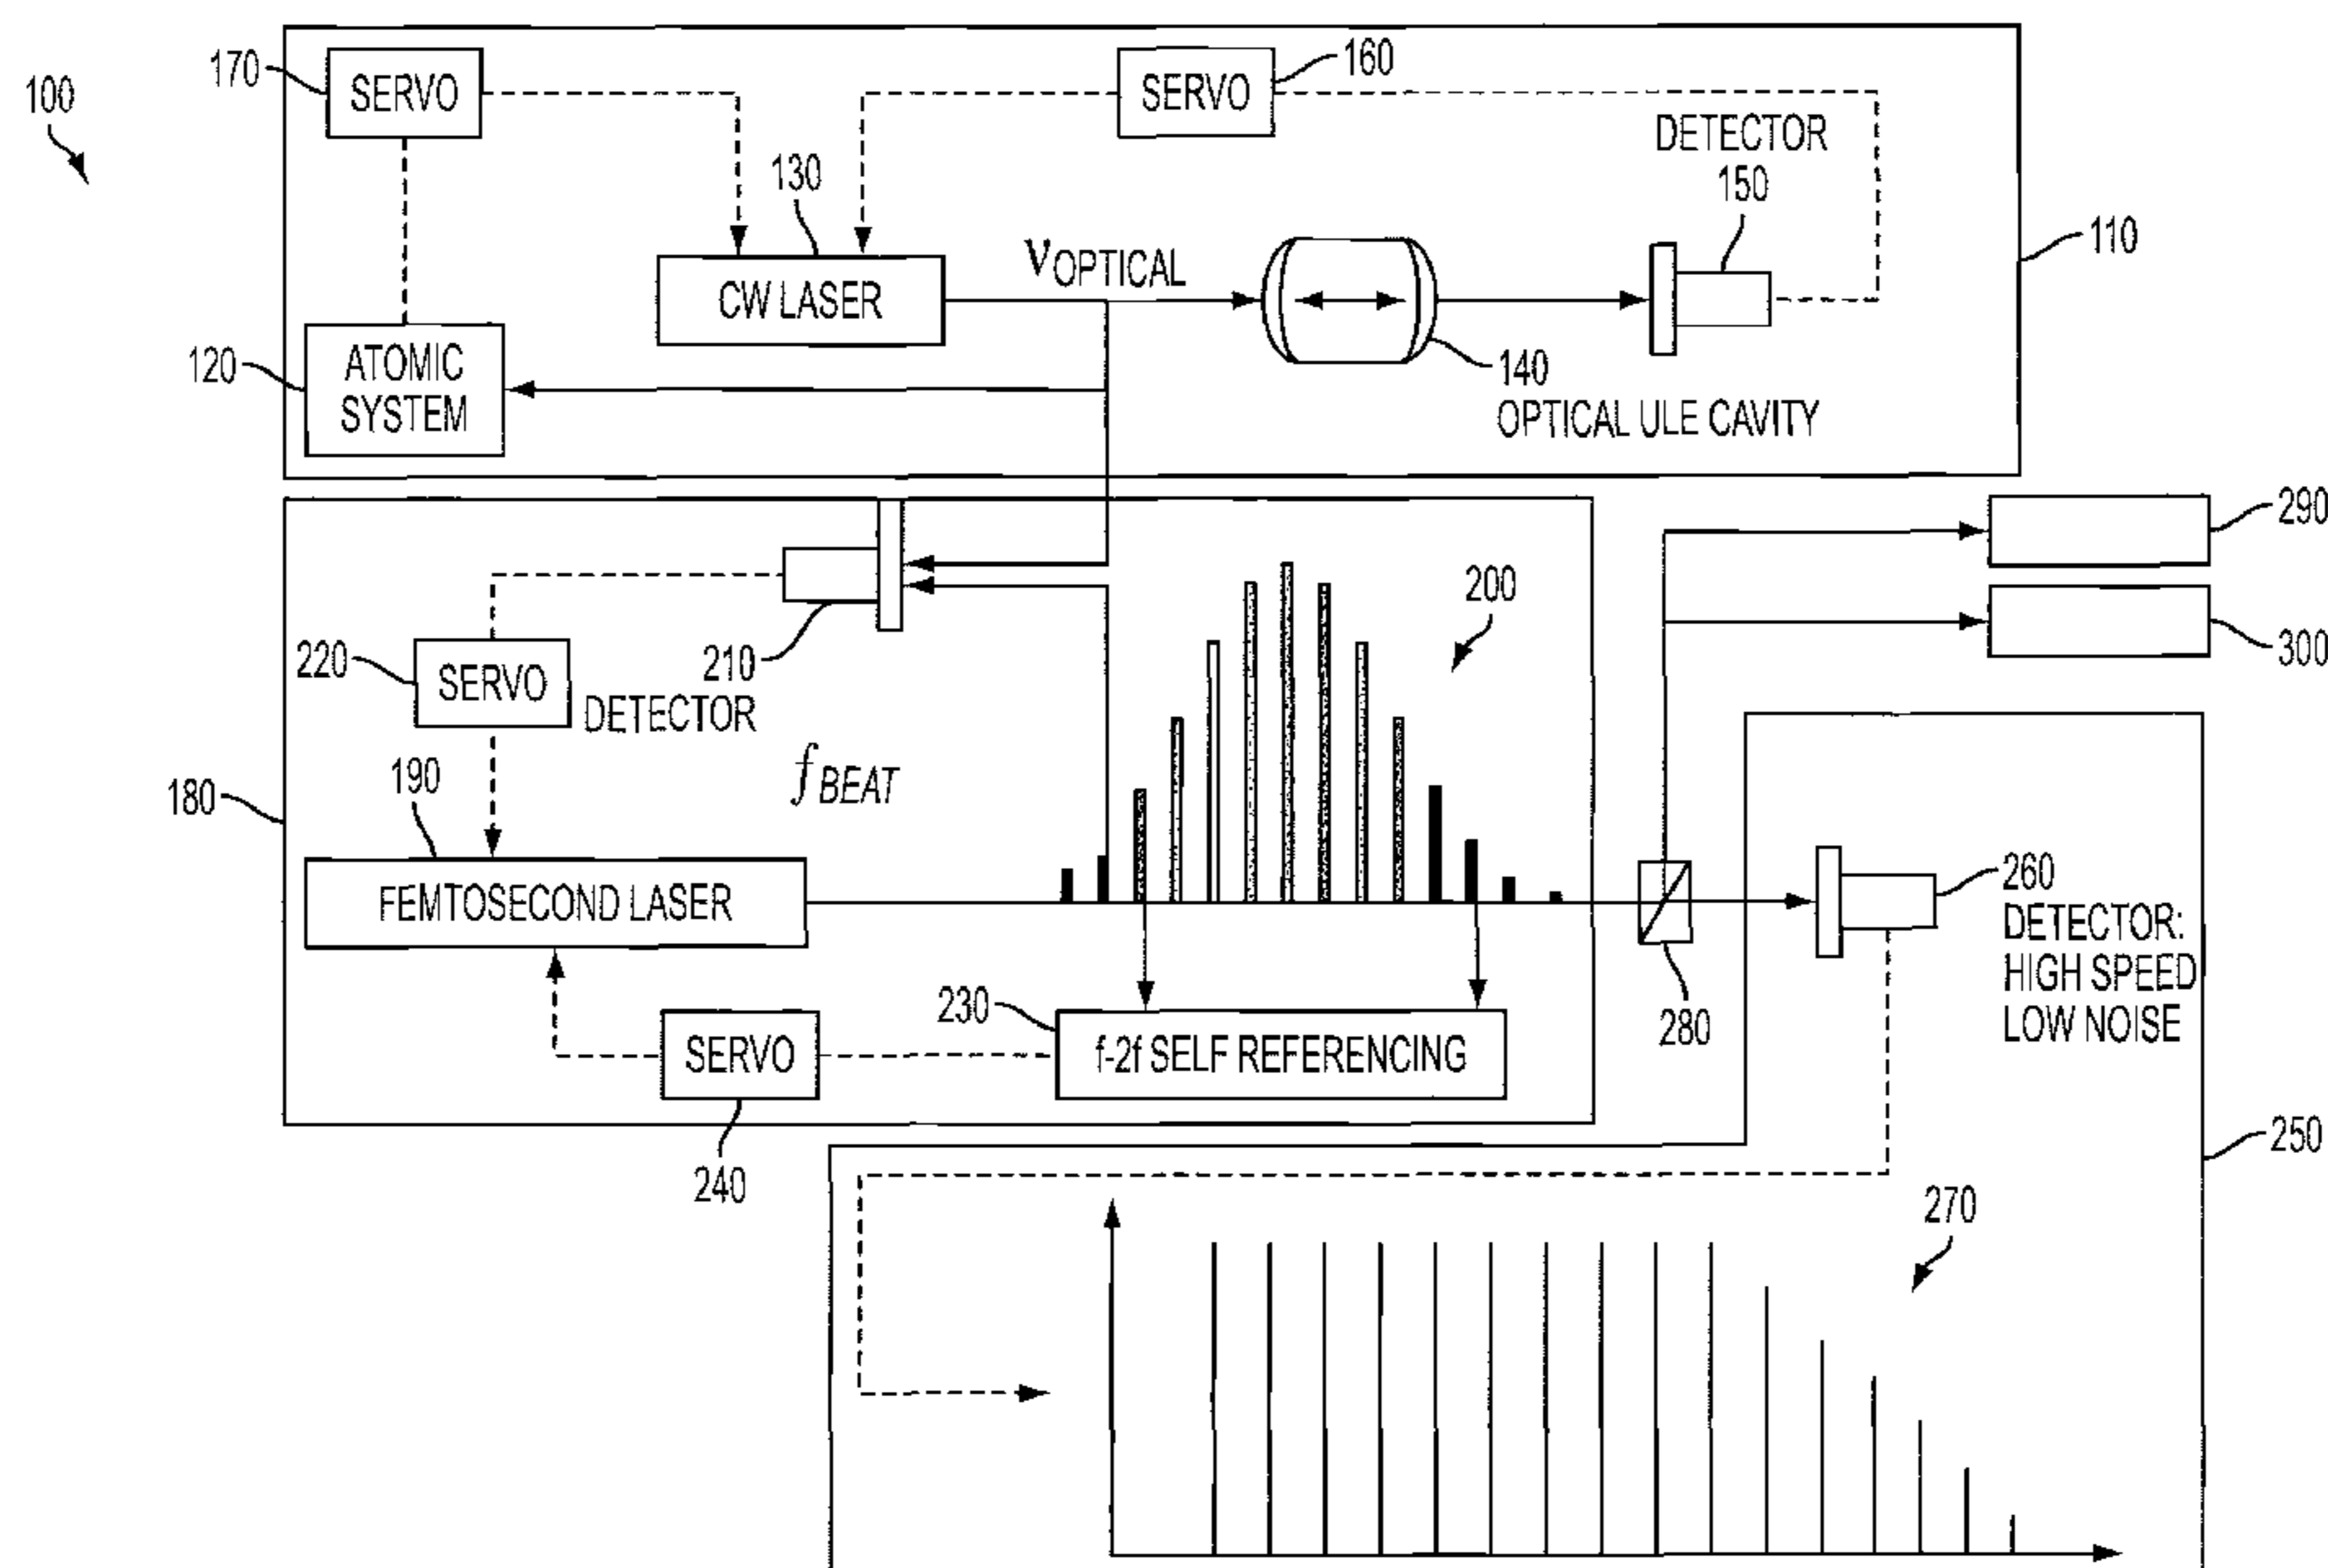 100
170
SERVO
SERVO
160
DETECTOR
150
130
CW LASER
VOPTICAL
110
120
ATOMIC
SYSTEM
140
OPTICAL ULE CAVITY
290
300
200
210
DETECTOR
220
SERVO
fBEAT
180
190
FEMTOSECOND LASER
260
DETECTOR:
HIGH SPEED
LOW NOISE
280
230
f-2f SELF REFERENCING
SERVO
240
250
270